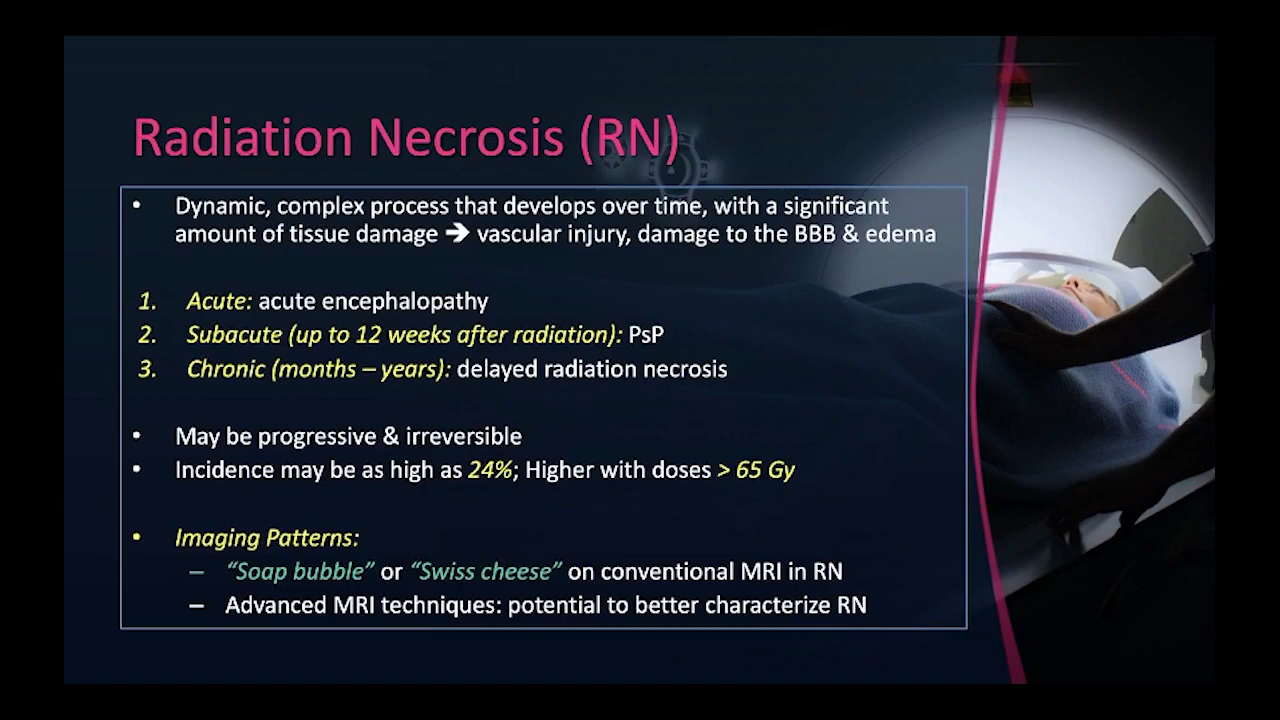 Radiation Necrosis (RN)
• Dynamic, complex process that develops over time, with a significant
amount of tissue damage ➔ vascular injury, damage to the BBB & edema
1. Acute: acute encephalopathy
2. Subacute (up to 12 weeks after radiation): PsP
3. Chronic (months – years): delayed radiation necrosis
• May be progressive & irreversible
• Incidence may be as high as 24%; Higher with doses > 65 Gy
• Imaging Patterns:
– “Soap bubble” or “Swiss cheese” on conventional MRI in RN
– Advanced MRI techniques: potential to better characterize RN